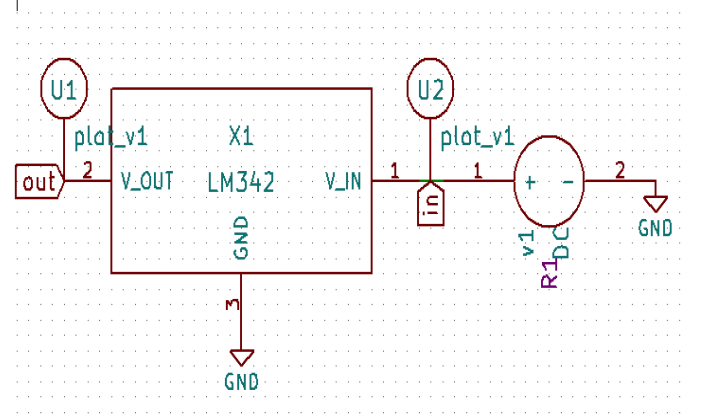 U1
U2
plot_v1
X1
plot_v1
out
2
V_OUT
LM342
V_IN
1
in
1
+
-
2
GND
GND
v1
DC
R1
3
GND